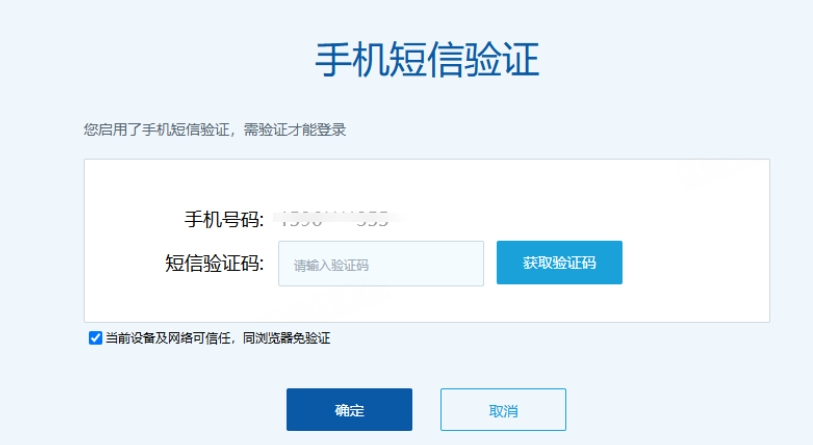 手机短信验证
您启用了手机短信验证，需验证才能登录
手机号码:
短信验证码: 请输入验证码 获取验证码
当前设备及网络可信任，同浏览器免验证
确定 取消